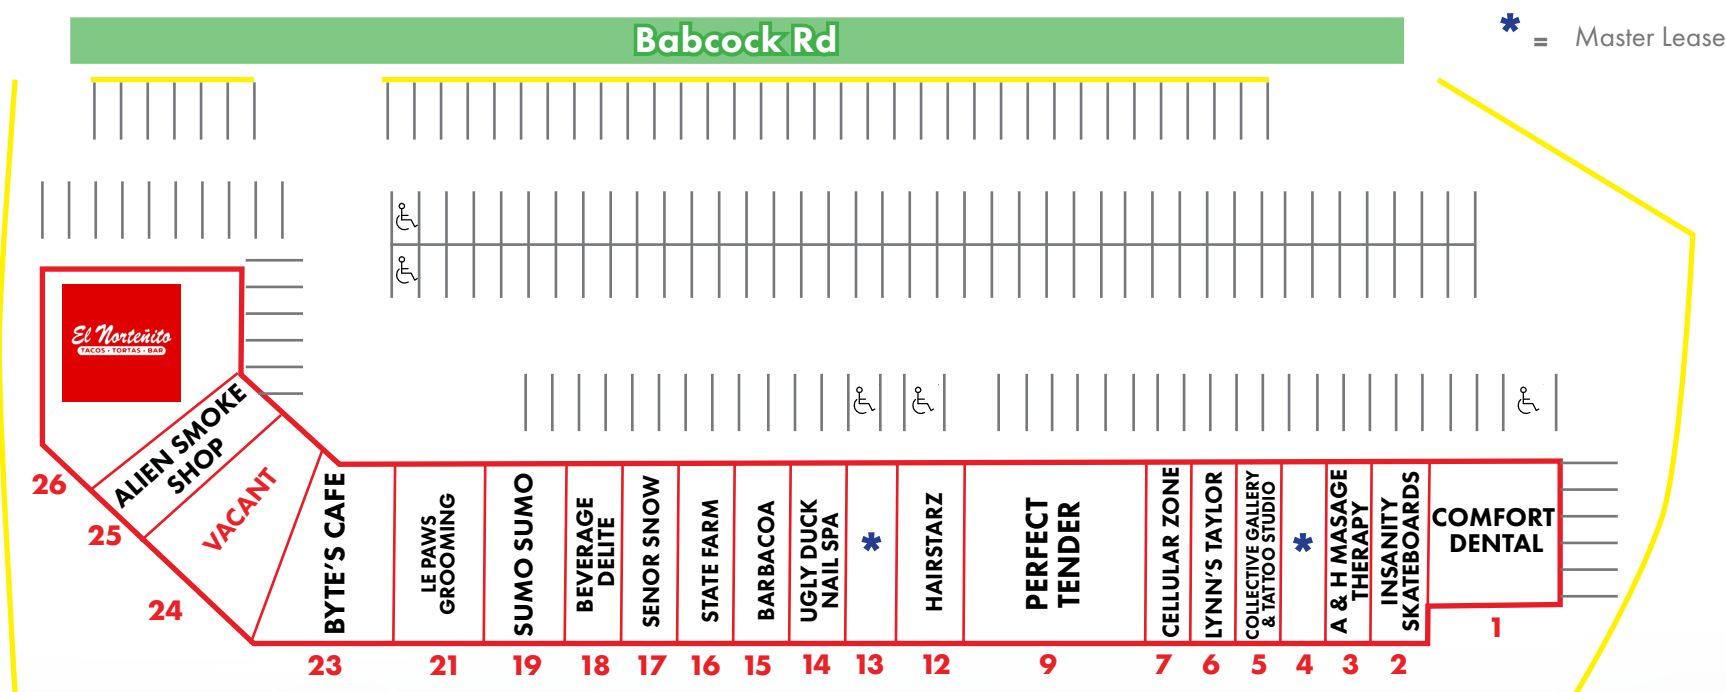 Babcock Rd
* = Master Lease
El Norteñito
TACOS • TORTAS • BAR
ALIEN SMOKE
SHOP
VACANT
BYTE'S CAFE
LE PAWS
GROOMING
SUMO SUMO
BEVERAGE
DELITE
SENOR SNOW
STATE FARM
BARBACOA
UGLY DUCK
NAIL SPA
*
HAIRSTARZ
PERFECT
TENDER
CELLULAR ZONE
LYNN'S TAYLOR
COLLECTIVE GALLERY
& TATTOO STUDIO
*
A & H MASAGE
THERAPY
INSANITY
SKATEBOARDS
COMFORT
DENTAL
26
25
24
23
21
19
18
17
16
15
14
13
12
9
7
6
5
4
3
2
1